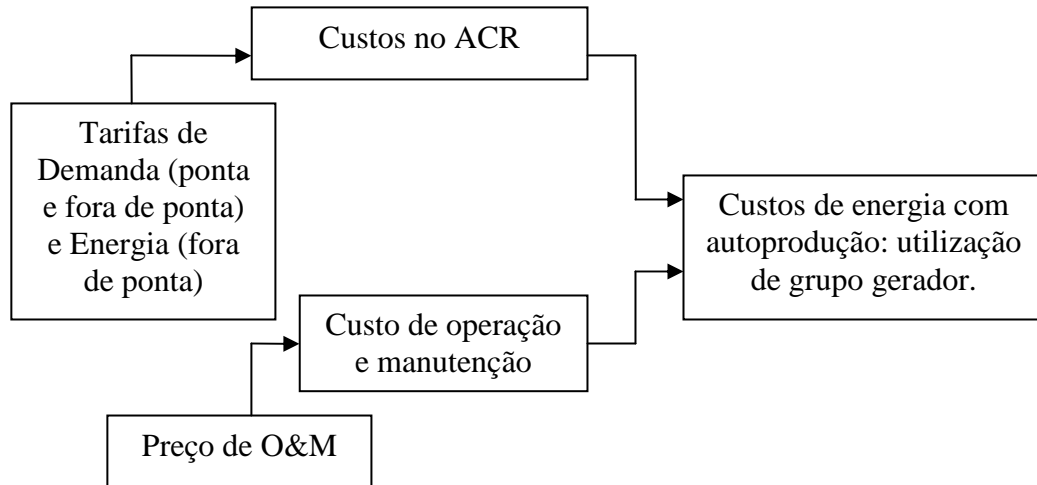 Custos no ACR
Tarifas de
Demanda (ponta
e fora de ponta)
e Energia (fora
de ponta)
Custos de energia com
autoprodução: utilização
de grupo gerador.
Custo de operação
e manutenção
Preço de O&M